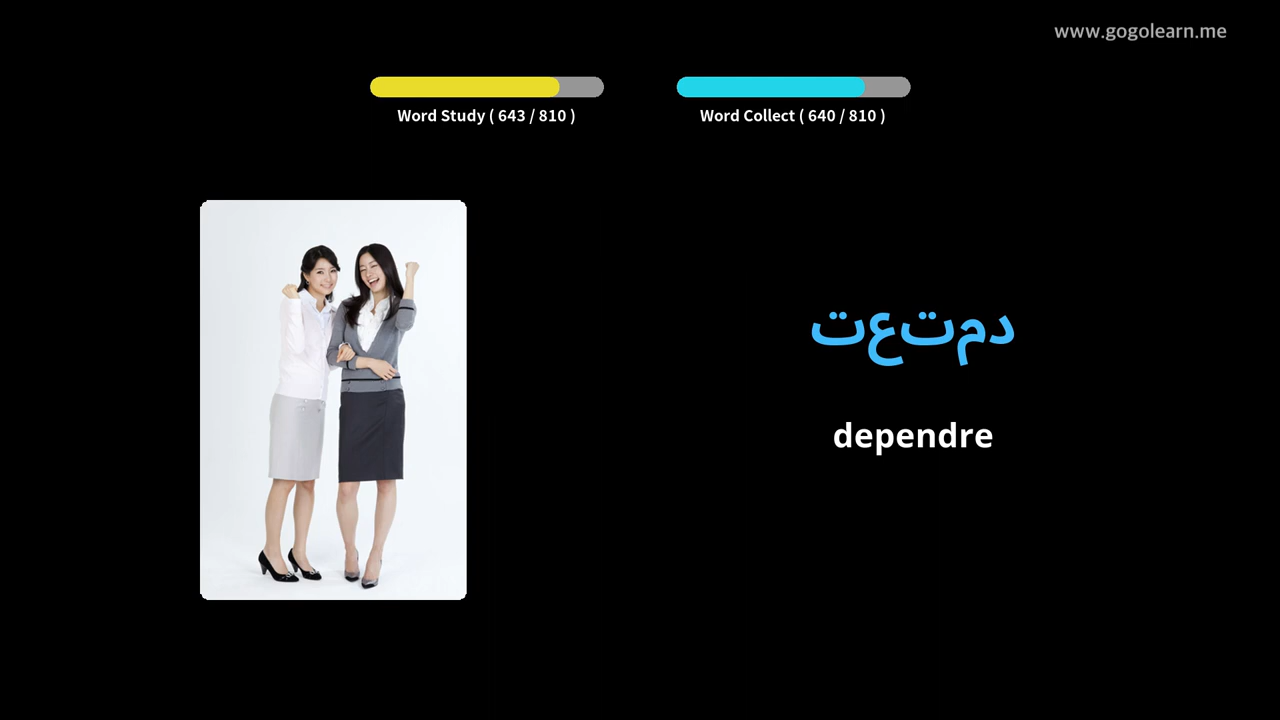 www.gogolearn.me
Word Study ( 643 / 810 )
Word Collect ( 640 / 810 )
تعتمد
dependre